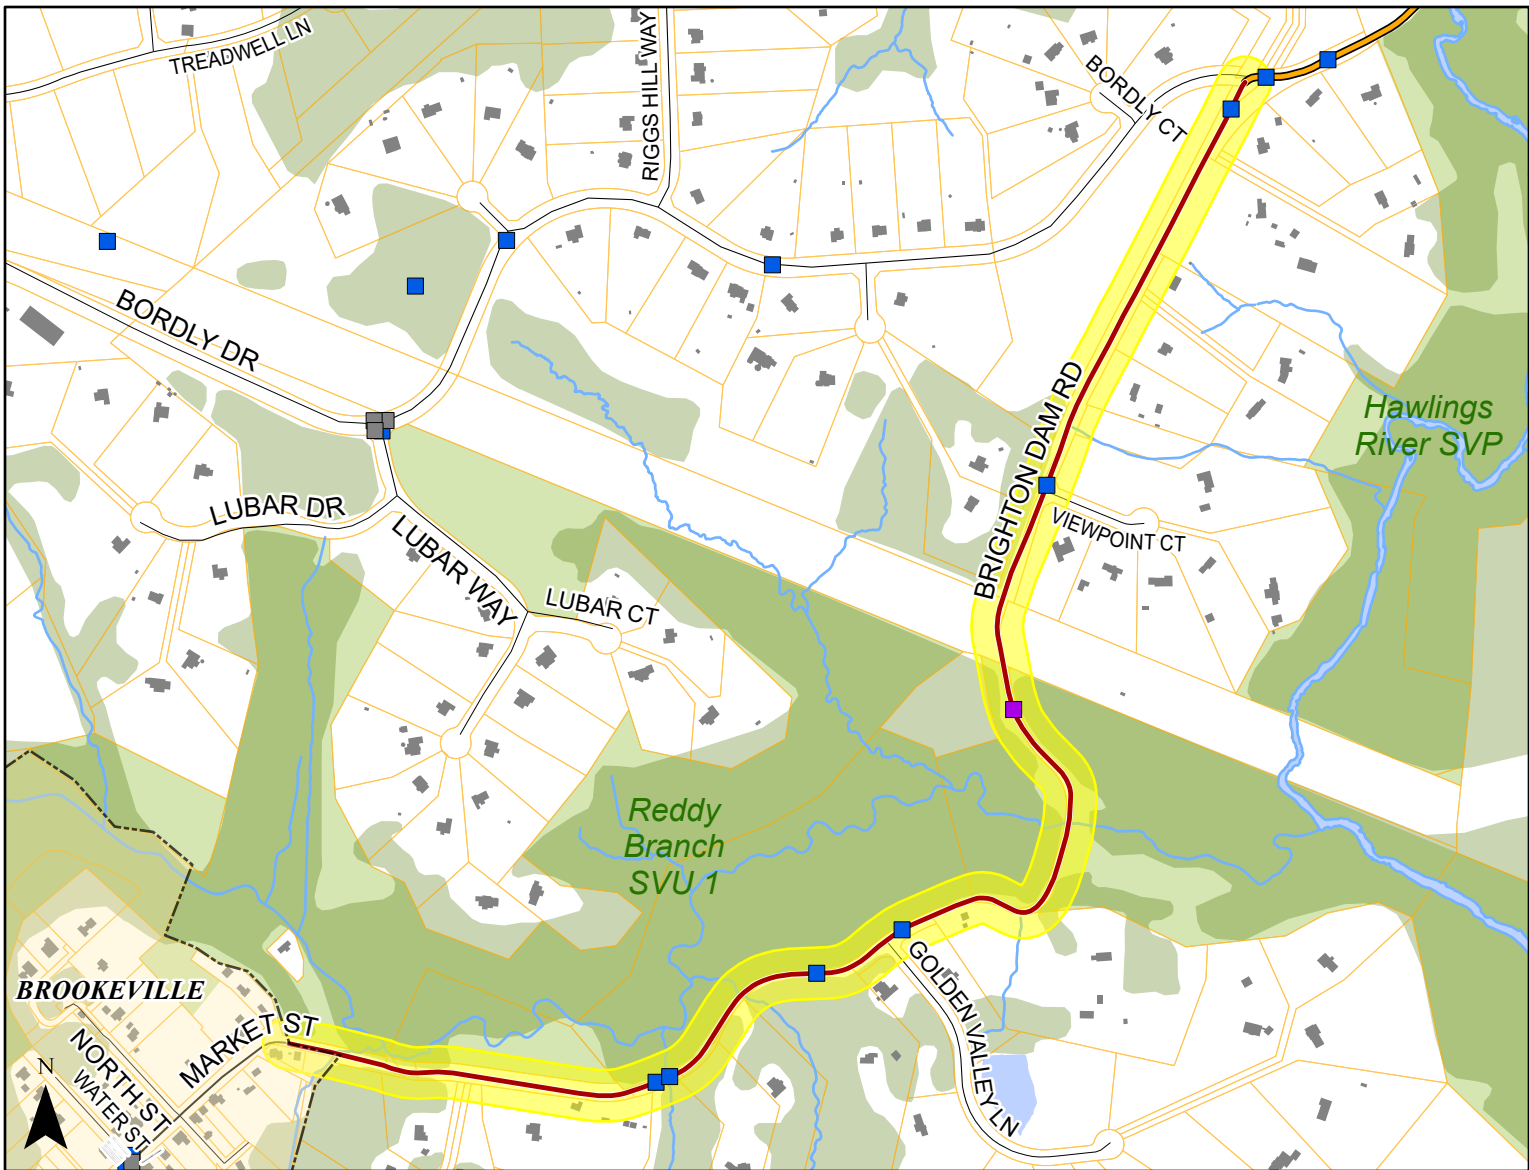 TREADWELL LN
RIGGS HILL WAY
BORDLY CT
BORDLY DR
BRIGHTON DAM RD
Hawlings
River SVP
LUBAR DR
LUBAR WAY
LUBAR CT
VIEWPOINT CT
Reddy
Branch
SVU 1
GOLDEN VALLEY LN
BROOKEVILLE
MARKET ST
NORTH ST
WATER ST
N